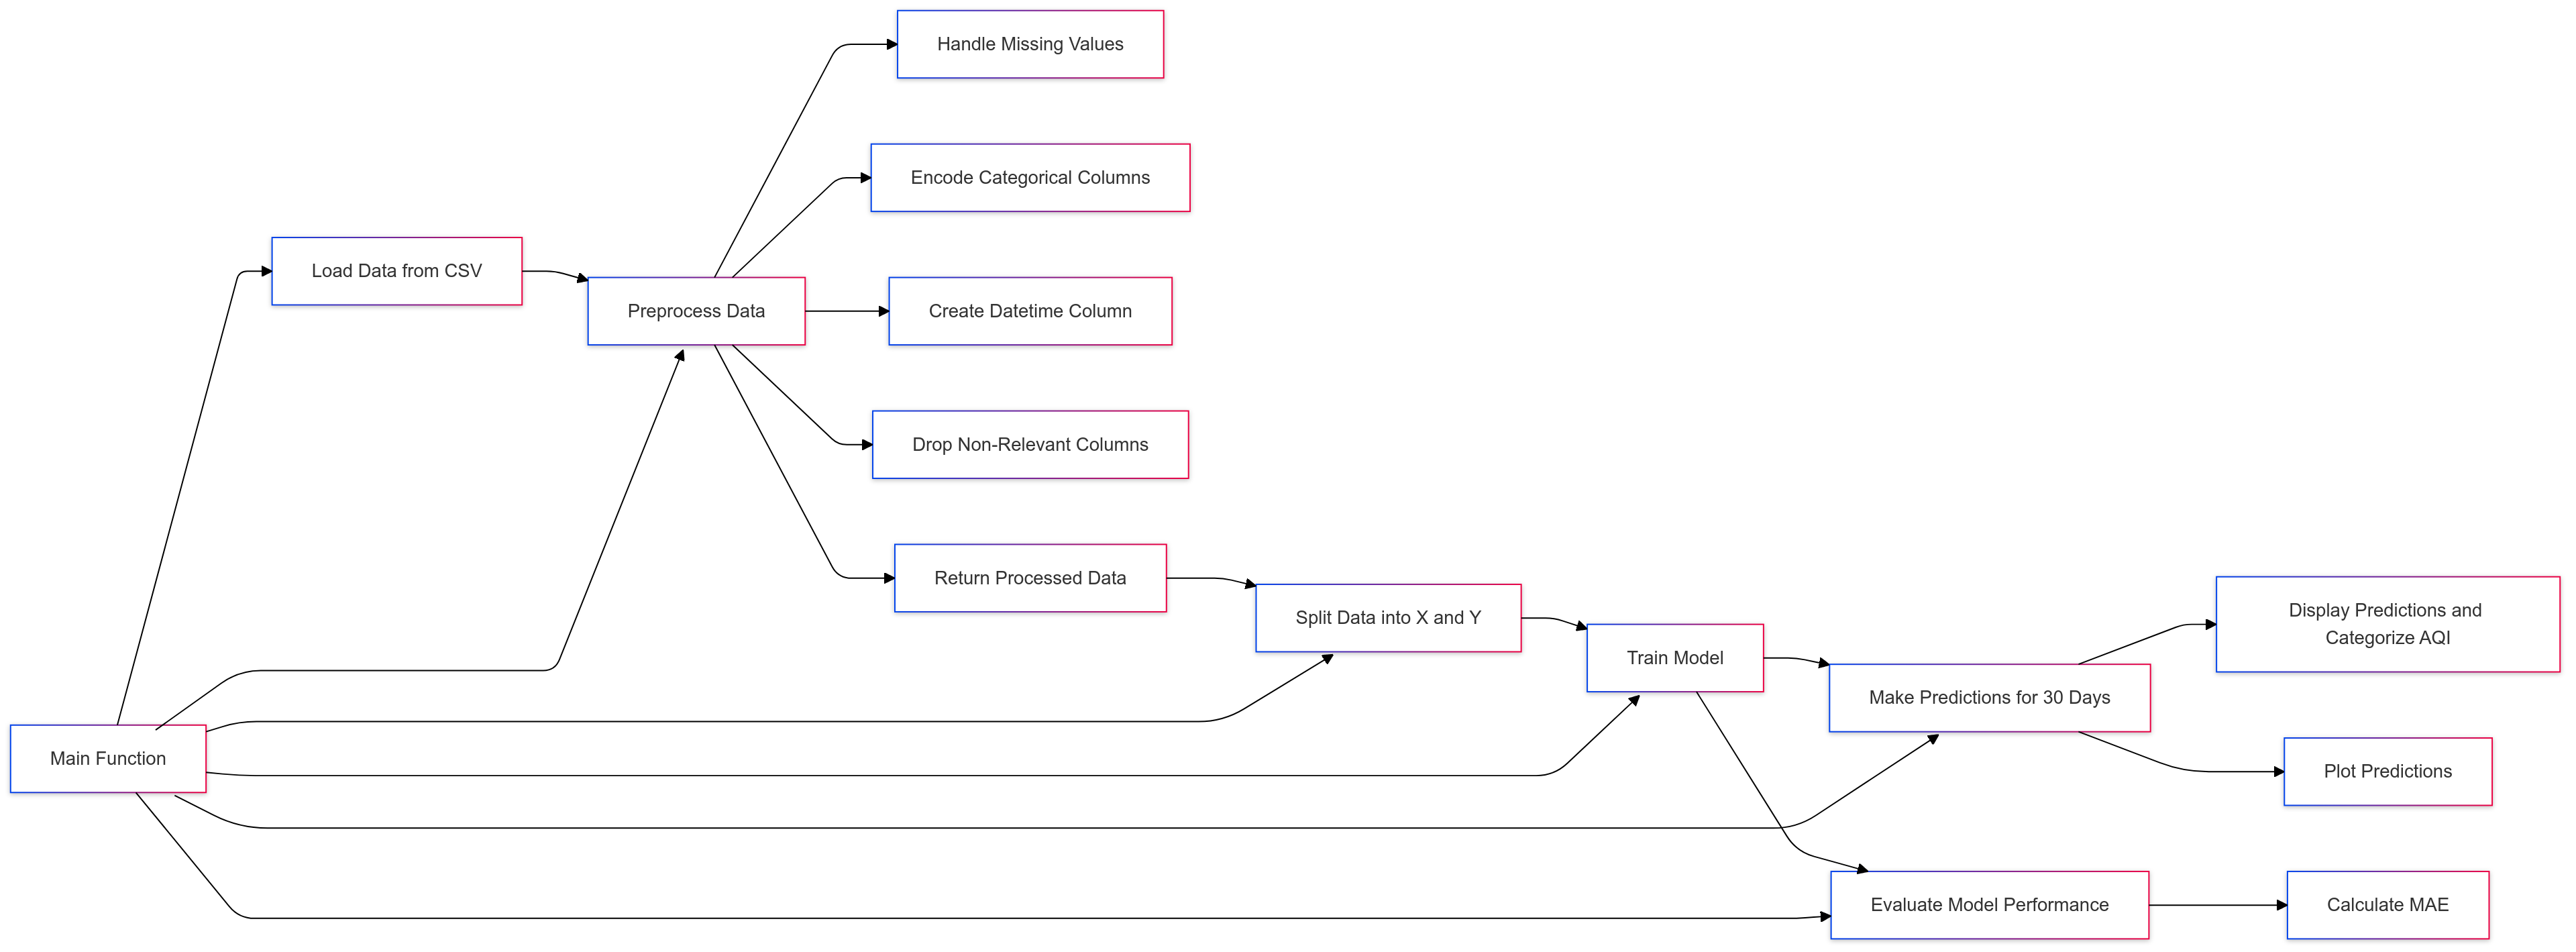 Handle Missing Values
Encode Categorical Columns
Load Data from CSV
Preprocess Data
Create Datetime Column
Drop Non-Relevant Columns
Return Processed Data
Split Data into X and Y
Train Model
Display Predictions and
Categorize AQI
Make Predictions for 30 Days
Main Function
Plot Predictions
Evaluate Model Performance
Calculate MAE